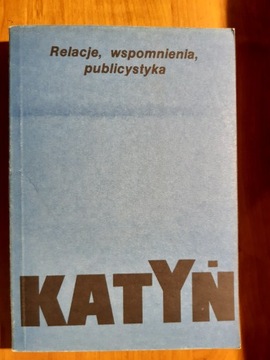 Relacje, wspomnienia,
publicystyka
KATYŃ